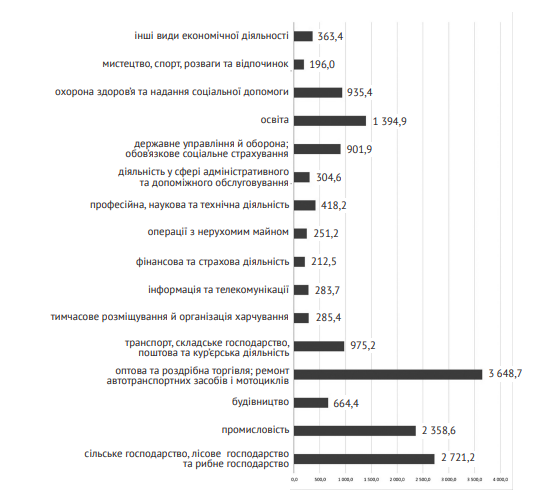 інші види економічної діяльності 363,4
мистецтво, спорт, розваги та відпочинок 196,0
охорона здоров'я та надання соціальної допомоги 935,4
освіта 1 394,9
державне управління й оборона;
обов'язкове соціальне страхування 901,9
діяльність у сфері адміністративного
та допоміжного обслуговування 304,6
професійна, наукова та технічна діяльність 418,2
операції з нерухомим майном 251,2
фінансова та страхова діяльність 212,5
інформація та телекомунікації 283,7
тимчасове розміщування й організація харчування 285,4
транспорт, складське господарство,
поштова та кур'єрська діяльність 975,2
оптова та роздрібна торгівля; ремонт
автотранспортних засобів і мотоциклів 3 648,7
будівництво 664,4
промисловість 2 358,6
сільське господарство, лісове господарство
та рибне господарство 2 721,2
0,0 500,0 1 000,0 1 500,0 2 000,0 2 500,0 3 000,0 3 500,0 4 000,0